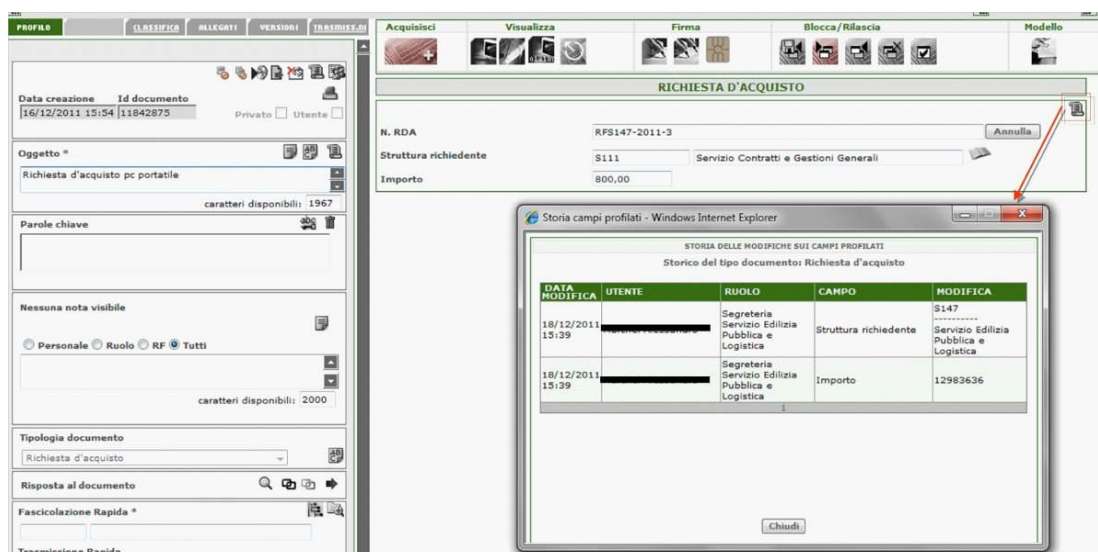 PROFILO
CLASSIFICA
ALLEGATI
VERSIONI
TRASMISS.NI
Data creazione Id documento
16/12/2011 15:54 11842875 Privato Utente
Oggetto *
Richiesta d'acquisto pc portatile
caratteri disponibili: 1967
Parole chiave
Nessuna nota visibile
Personale Ruolo RF Tutti
caratteri disponibili: 2000
Tipologia documento
Richiesta d'acquisto
Risposta al documento
Fascicolazione Rapida *
Trasmissione Rapida
Acquisisci Visualizza Firma Blocca/Rilascia Modello
RICHIESTA D'ACQUISTO
N. RDA RFS147-2011-3 Annulla
Struttura richiedente S111 Servizio Contratti e Gestioni Generali
Importo 800,00
Storia campi profilati - Windows Internet Explorer
STORIA DELLE MODIFICHE SUI CAMPI PROFILATI
Storico del tipo documento: Richiesta d'acquisto
DATA MODIFICA UTENTE RUOLO CAMPO MODIFICA
18/12/2011 15:39
Segreteria
Servizio Edilizia
Pubblica e
Logistica
Struttura richiedente
S147
----------
Servizio Edilizia
Pubblica e
Logistica
18/12/2011 15:39
Segreteria
Servizio Edilizia
Pubblica e
Logistica
Importo
12983636
1
Chiudi